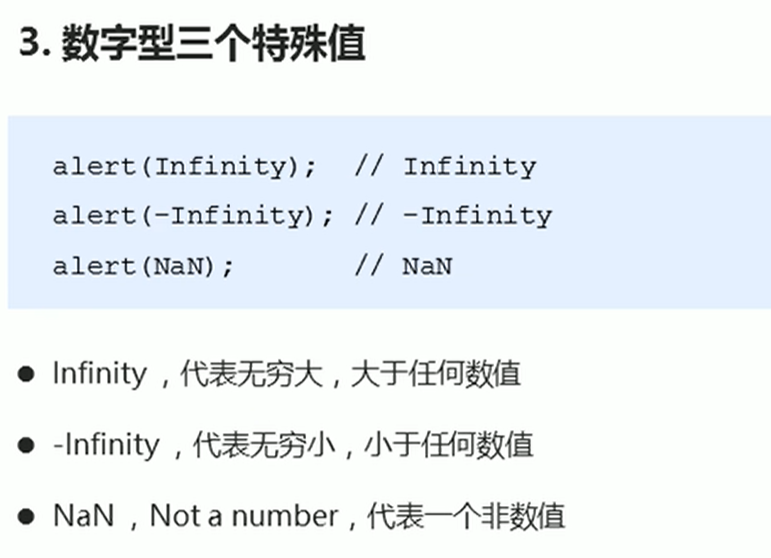 3. 数字型三个特殊值
alert(Infinity);  // Infinity
alert(-Infinity); // -Infinity
alert(NaN);       // NaN
● Infinity ，代表无穷大，大于任何数值
● -Infinity ，代表无穷小，小于任何数值
● NaN ，Not a number，代表一个非数值